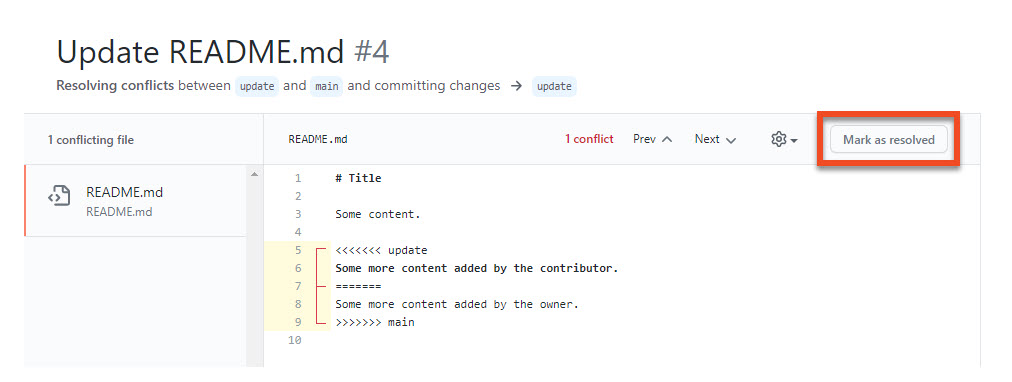 Update README.md #4
Resolving conflicts between update and main and committing changes → update
1 conflicting file
README.md
1 conflict
Prev
Next
Mark as resolved
README.md
README.md
1 # Title
2
3 Some content.
4
5 <<<<<<< update
6 Some more content added by the contributor.
7 =======
8 Some more content added by the owner.
9 >>>>>>> main
10